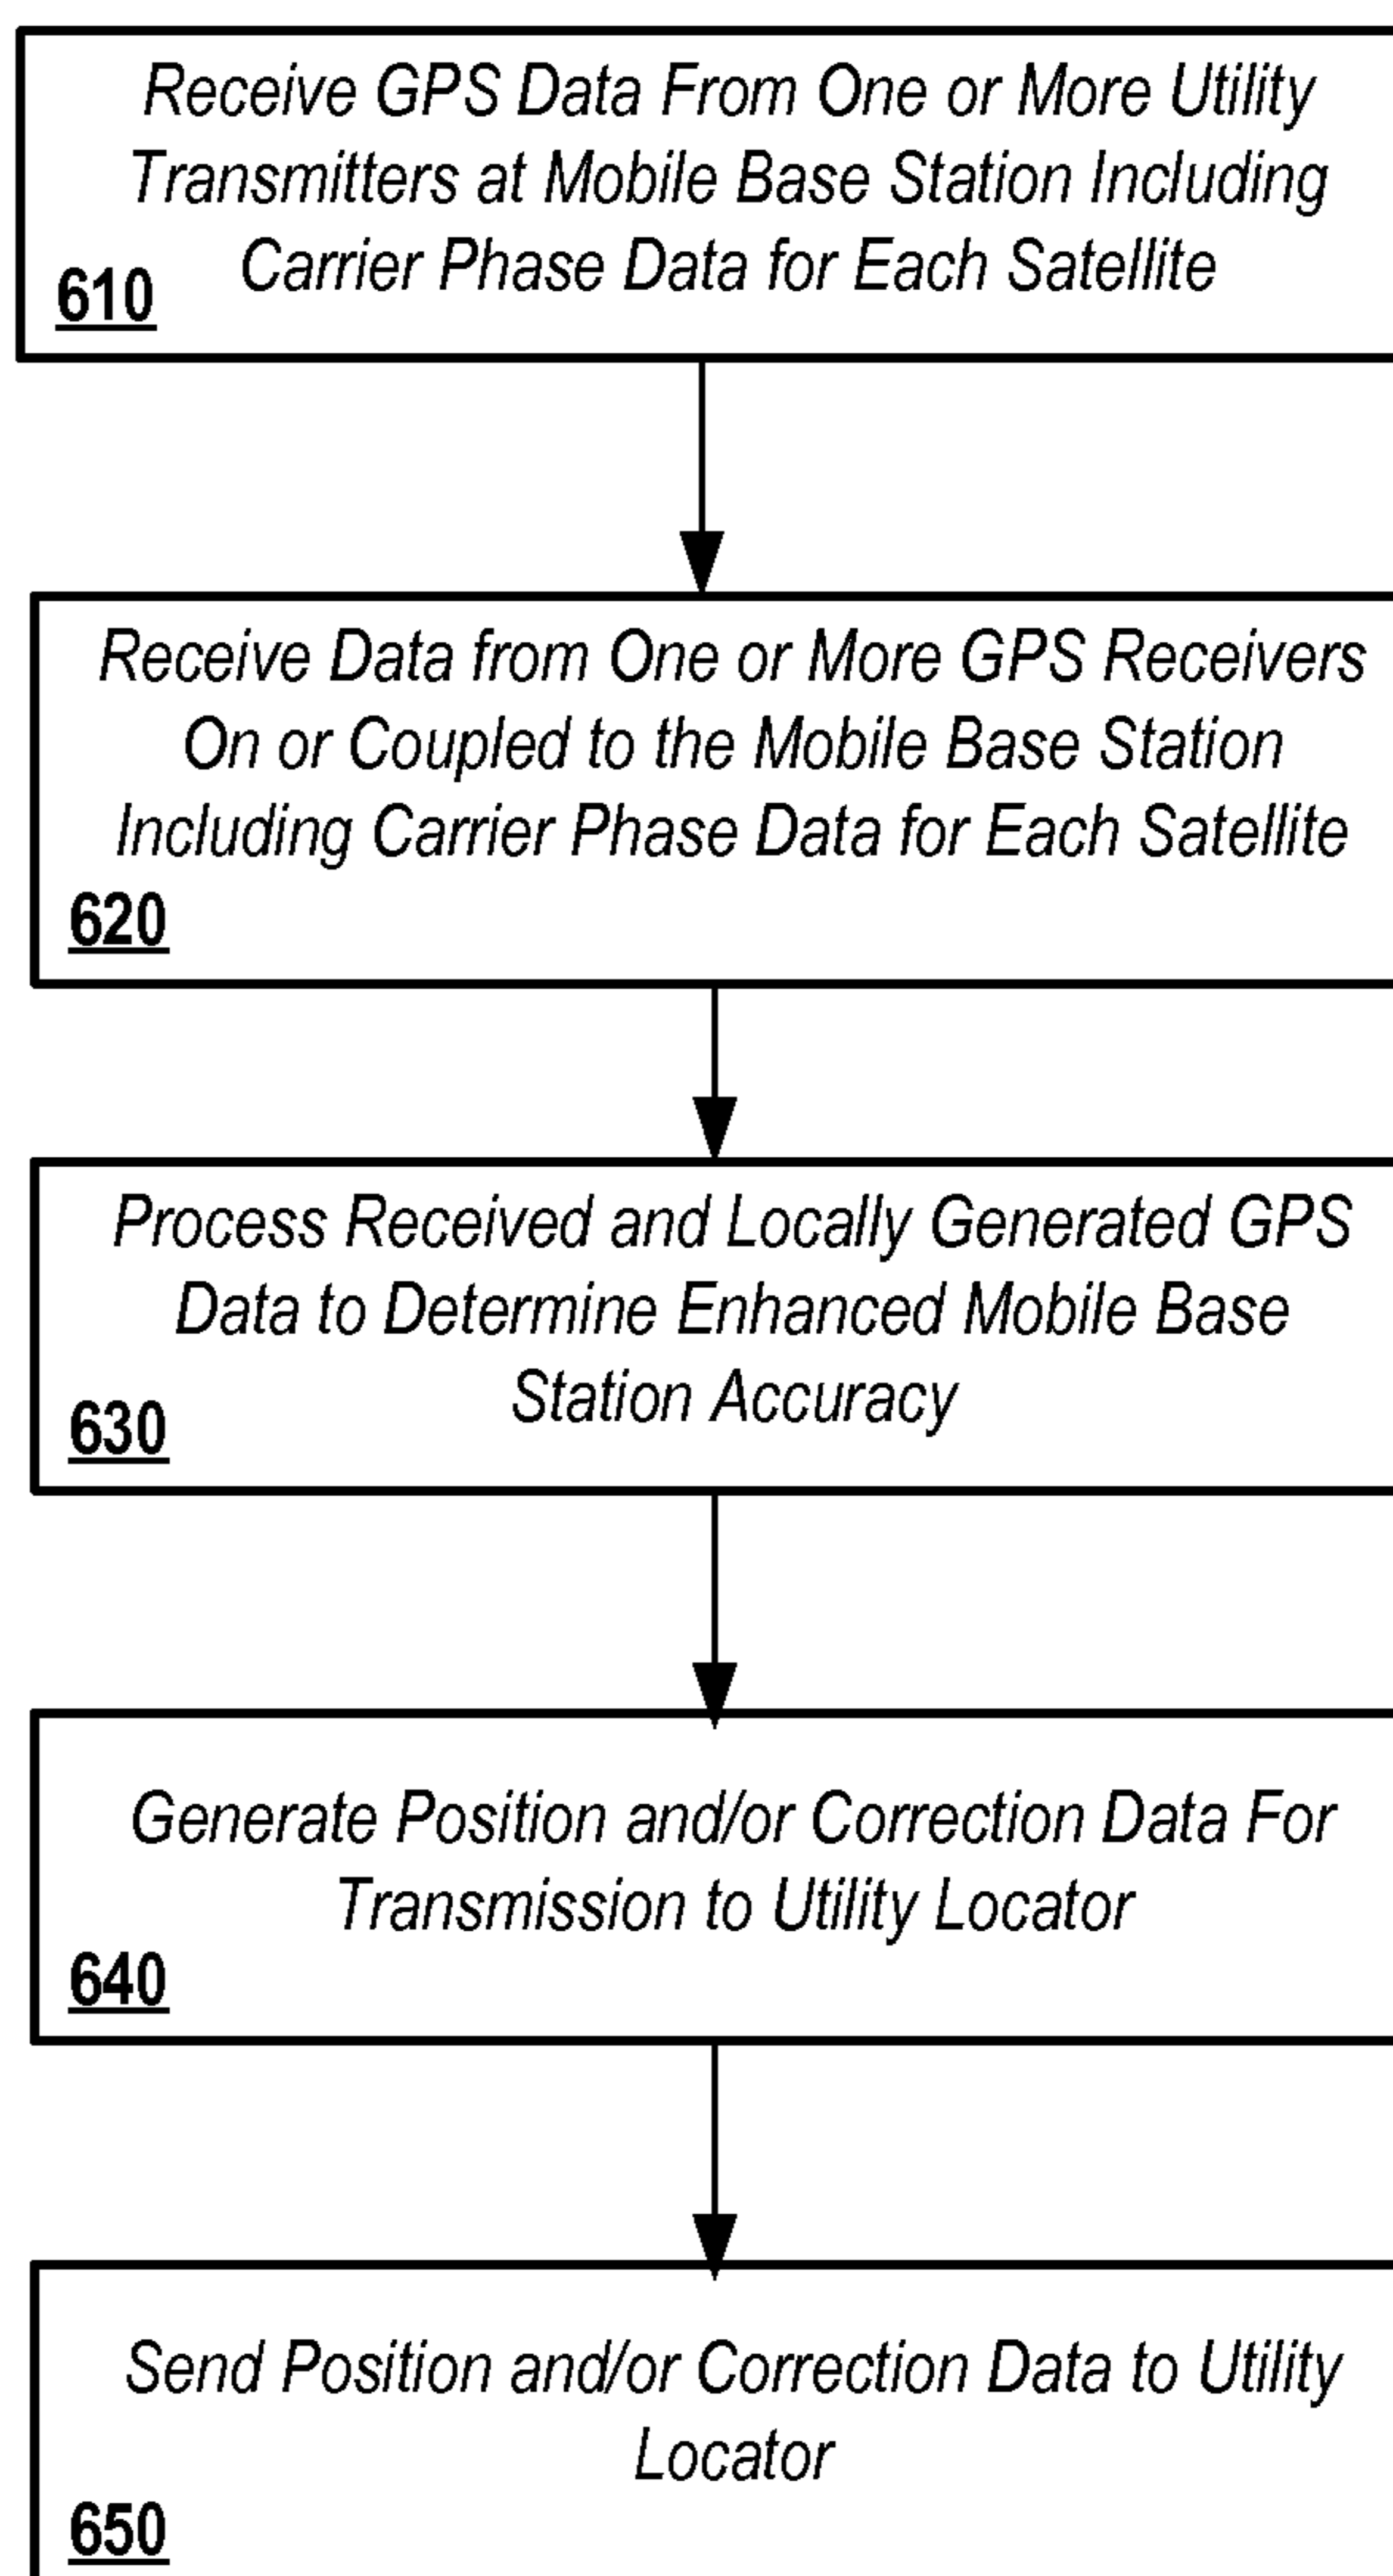 Receive GPS Data From One or More Utility
Transmitters at Mobile Base Station Including
Carrier Phase Data for Each Satellite
610
Receive Data from One or More GPS Receivers
On or Coupled to the Mobile Base Station
Including Carrier Phase Data for Each Satellite
620
Process Received and Locally Generated GPS
Data to Determine Enhanced Mobile Base
Station Accuracy
630
Generate Position and/or Correction Data For
Transmission to Utility Locator
640
Send Position and/or Correction Data to Utility
Locator
650